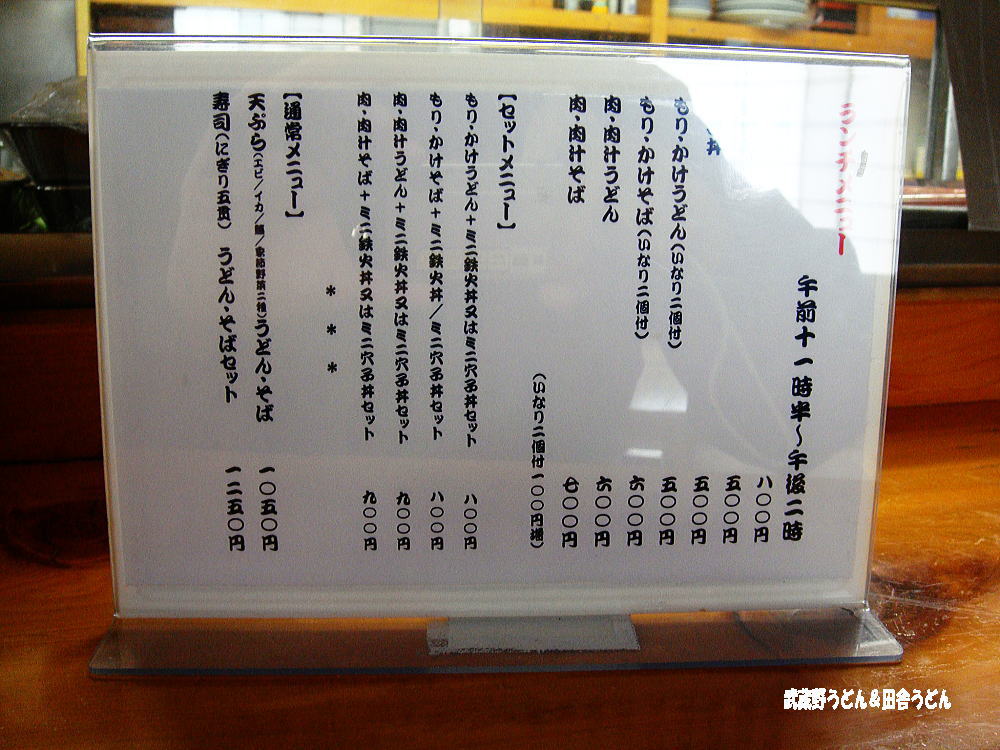 ランチメニュー
午前十一時半～午後二時
八〇〇円
五〇〇円
丼 五〇〇円
もり・かけうどん(いなり二個付) 五〇〇円
もり・かけそば(いなり二個付) 六〇〇円
肉・肉汁うどん 六〇〇円
肉・肉汁そば 七〇〇円
(いなり二個付一〇〇円増)
【セットメニュー】
もり・かけうどん+ミニ鉄火丼又はミニ穴子丼セット 八〇〇円
もり・かけそば+ミニ鉄火丼/ミニ穴子丼セット 八〇〇円
肉・肉汁うどん+ミニ鉄火丼又はミニ穴子丼セット 九〇〇円
肉・肉汁そば+ミニ鉄火丼又はミニ穴子丼セット 九〇〇円
* * *
【通常メニュー】
天ぷら(エビ/イカ/鱚/季節野菜二種)うどん・そば 一〇五〇円
寿司(にぎり五貫) うどん・そばセット 一二五〇円
武蔵野うどん&田舎うどん